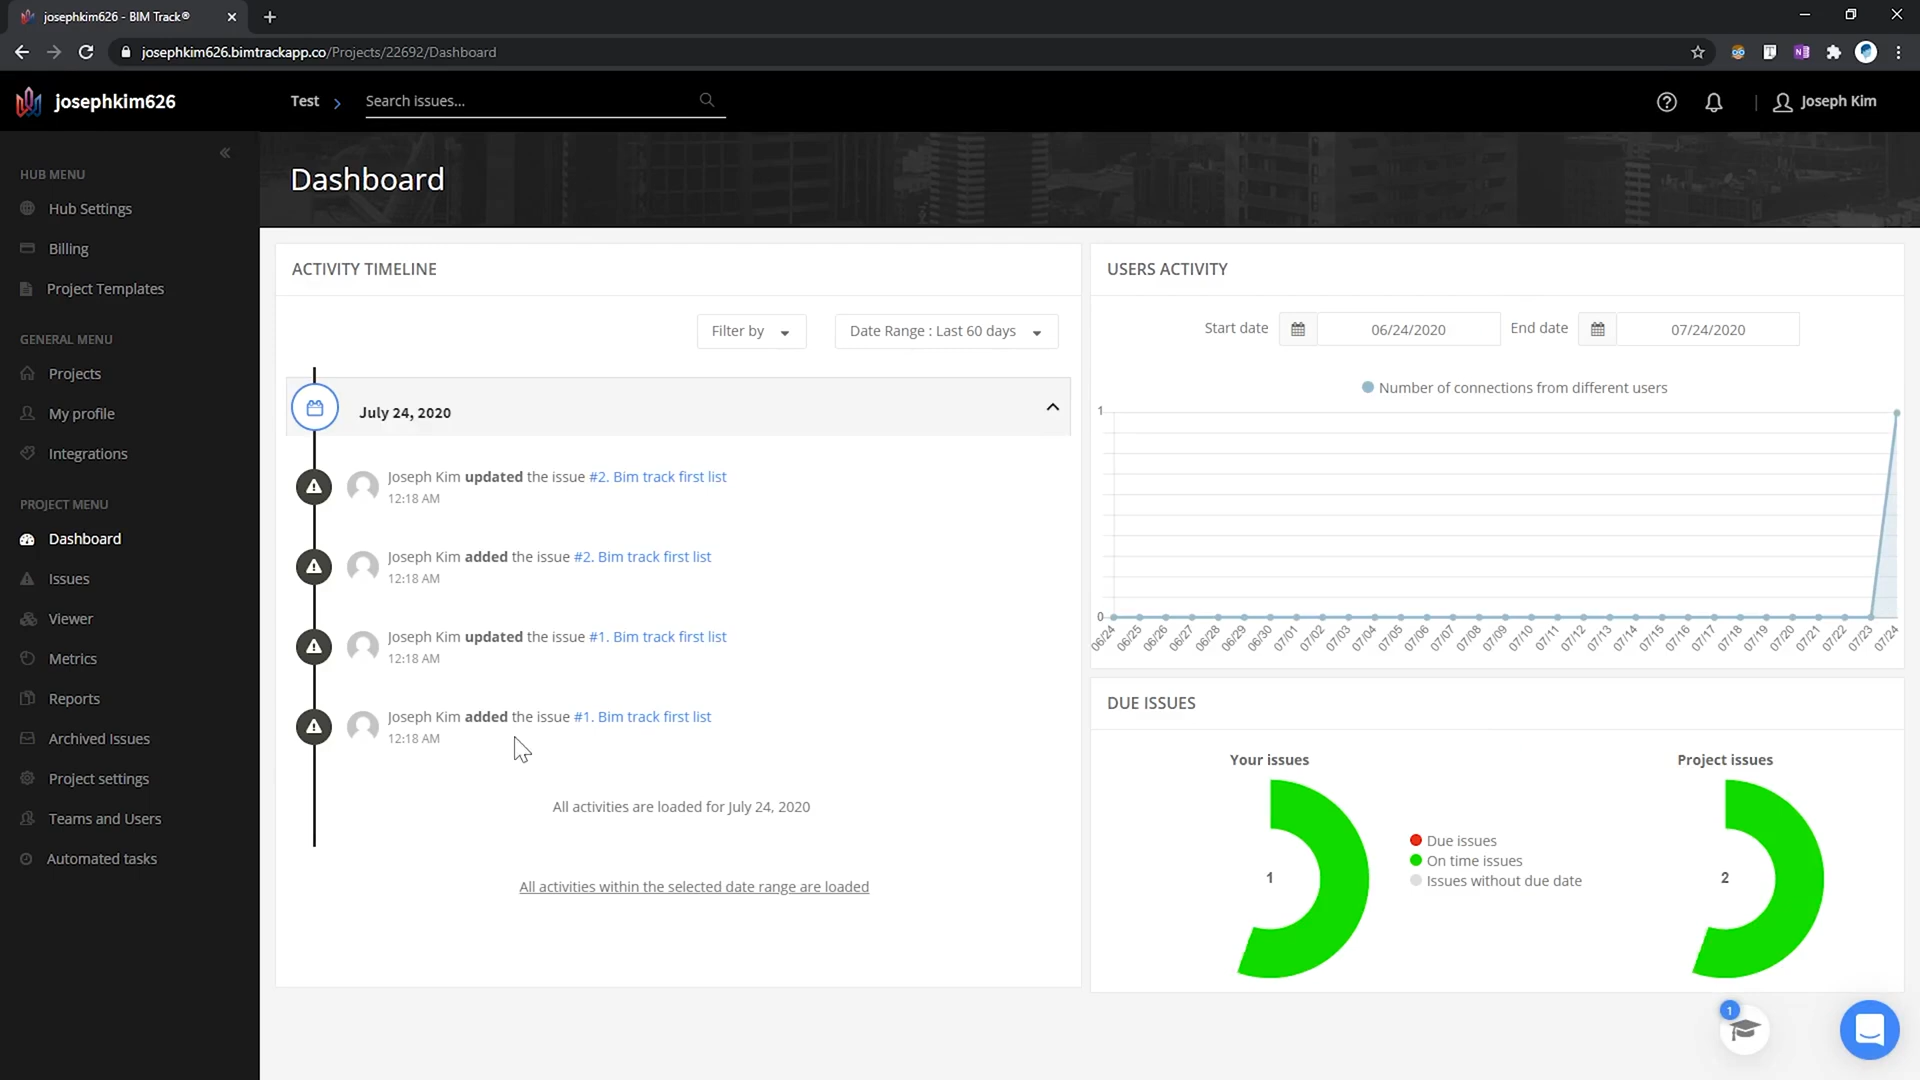 josephkim626 - BIM Track®
josephkim626.bimtrackapp.co/Projects/22692/Dashboard
josephkim626
Test
Search issues...
Joseph Kim
HUB MENU
Hub Settings
Billing
Project Templates
GENERAL MENU
Projects
My profile
Integrations
PROJECT MENU
Dashboard
Issues
Viewer
Metrics
Reports
Archived Issues
Project settings
Teams and Users
Automated tasks
Dashboard
ACTIVITY TIMELINE
Filter by
Date Range : Last 60 days
July 24, 2020
Joseph Kim updated the issue #2. Bim track first list
12:18 AM
Joseph Kim added the issue #2. Bim track first list
12:18 AM
Joseph Kim updated the issue #1. Bim track first list
12:18 AM
Joseph Kim added the issue #1. Bim track first list
12:18 AM
All activities are loaded for July 24, 2020
All activities within the selected date range are loaded
USERS ACTIVITY
Start date 06/24/2020 End date 07/24/2020
Number of connections from different users
1
0
06/24 06/25 06/26 06/27 06/28 06/29 06/30 07/01 07/02 07/03 07/04 07/05 07/06 07/07 07/08 07/09 07/10 07/11 07/12 07/13 07/14 07/15 07/16 07/17 07/18 07/19 07/20 07/21 07/22 07/23 07/24
DUE ISSUES
Your issues
1
Due issues
On time issues
Issues without due date
Project issues
2
1